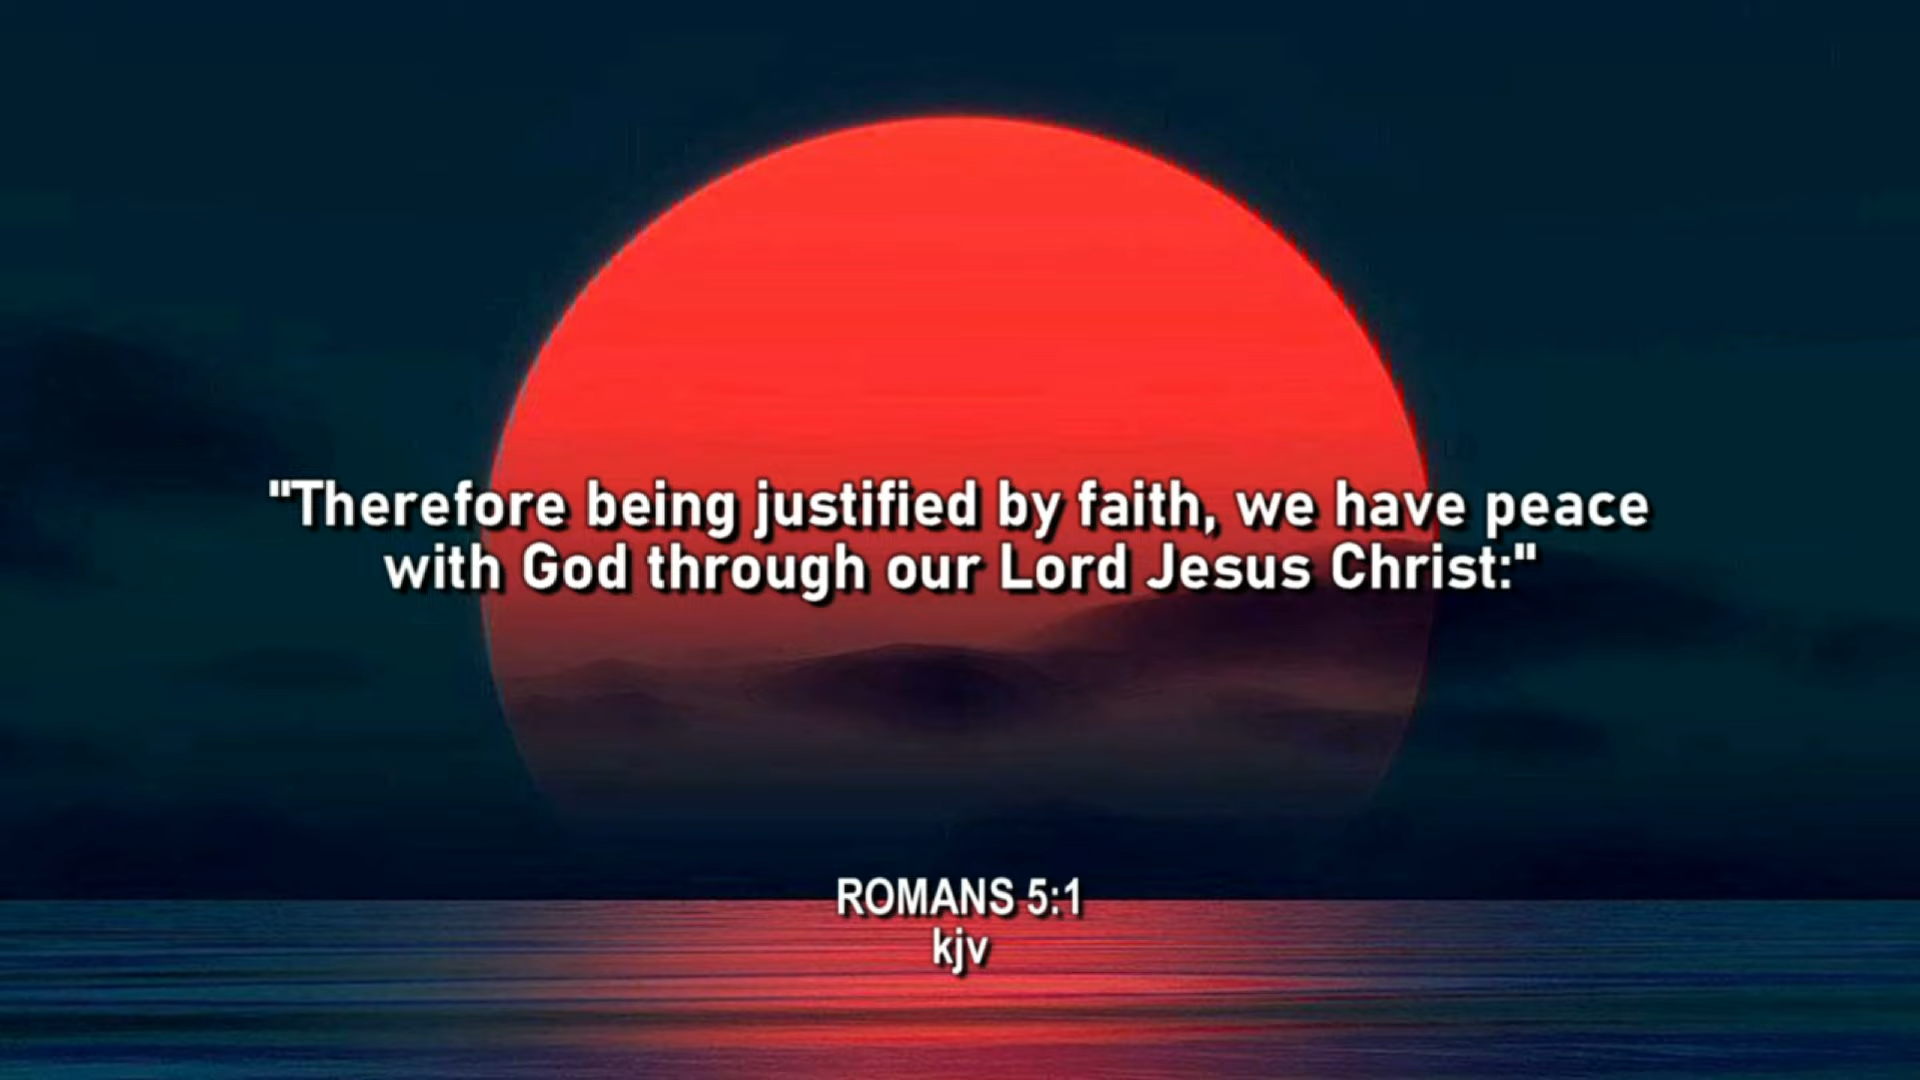 "Therefore being justified by faith, we have peace
with God through our Lord Jesus Christ:"
ROMANS 5:1
kjv